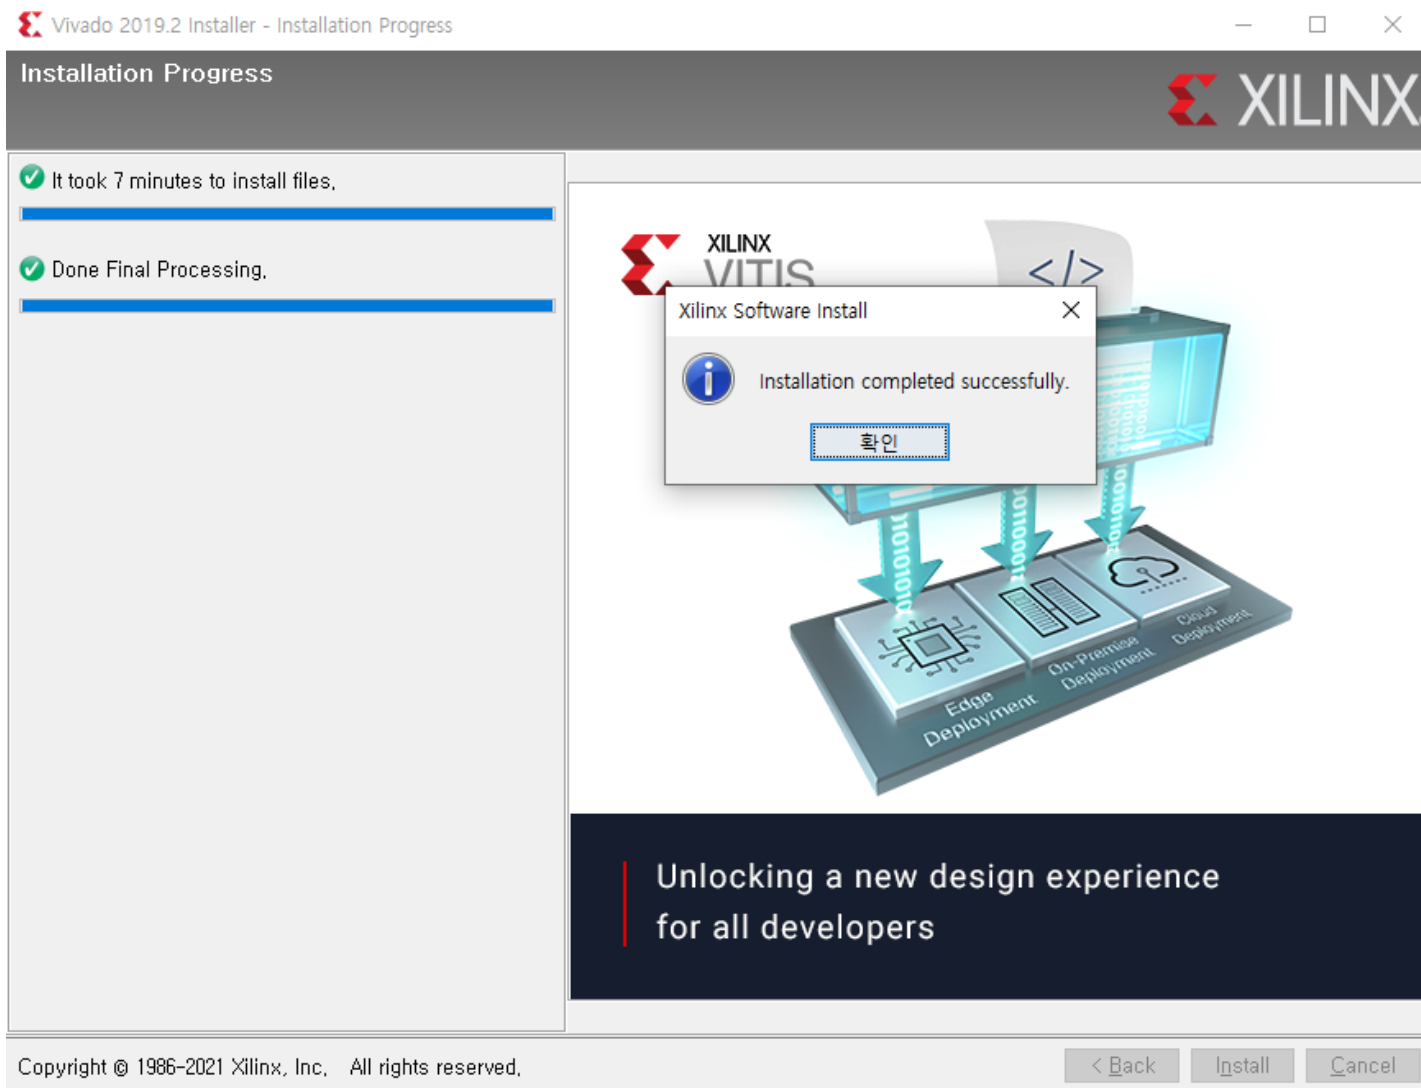 Vivado 2019.2 Installer - Installation Progress
Installation Progress
XILINX
It took 7 minutes to install files.
Done Final Processing.
XILINX
VITIS
</>
Xilinx Software Install
Installation completed successfully.
확인
Edge
Deployment
On-Premise
Deployment
Cloud
Deployment
Unlocking a new design experience
for all developers
Copyright © 1986-2021 Xilinx, Inc. All rights reserved.
< Back
Install
Cancel